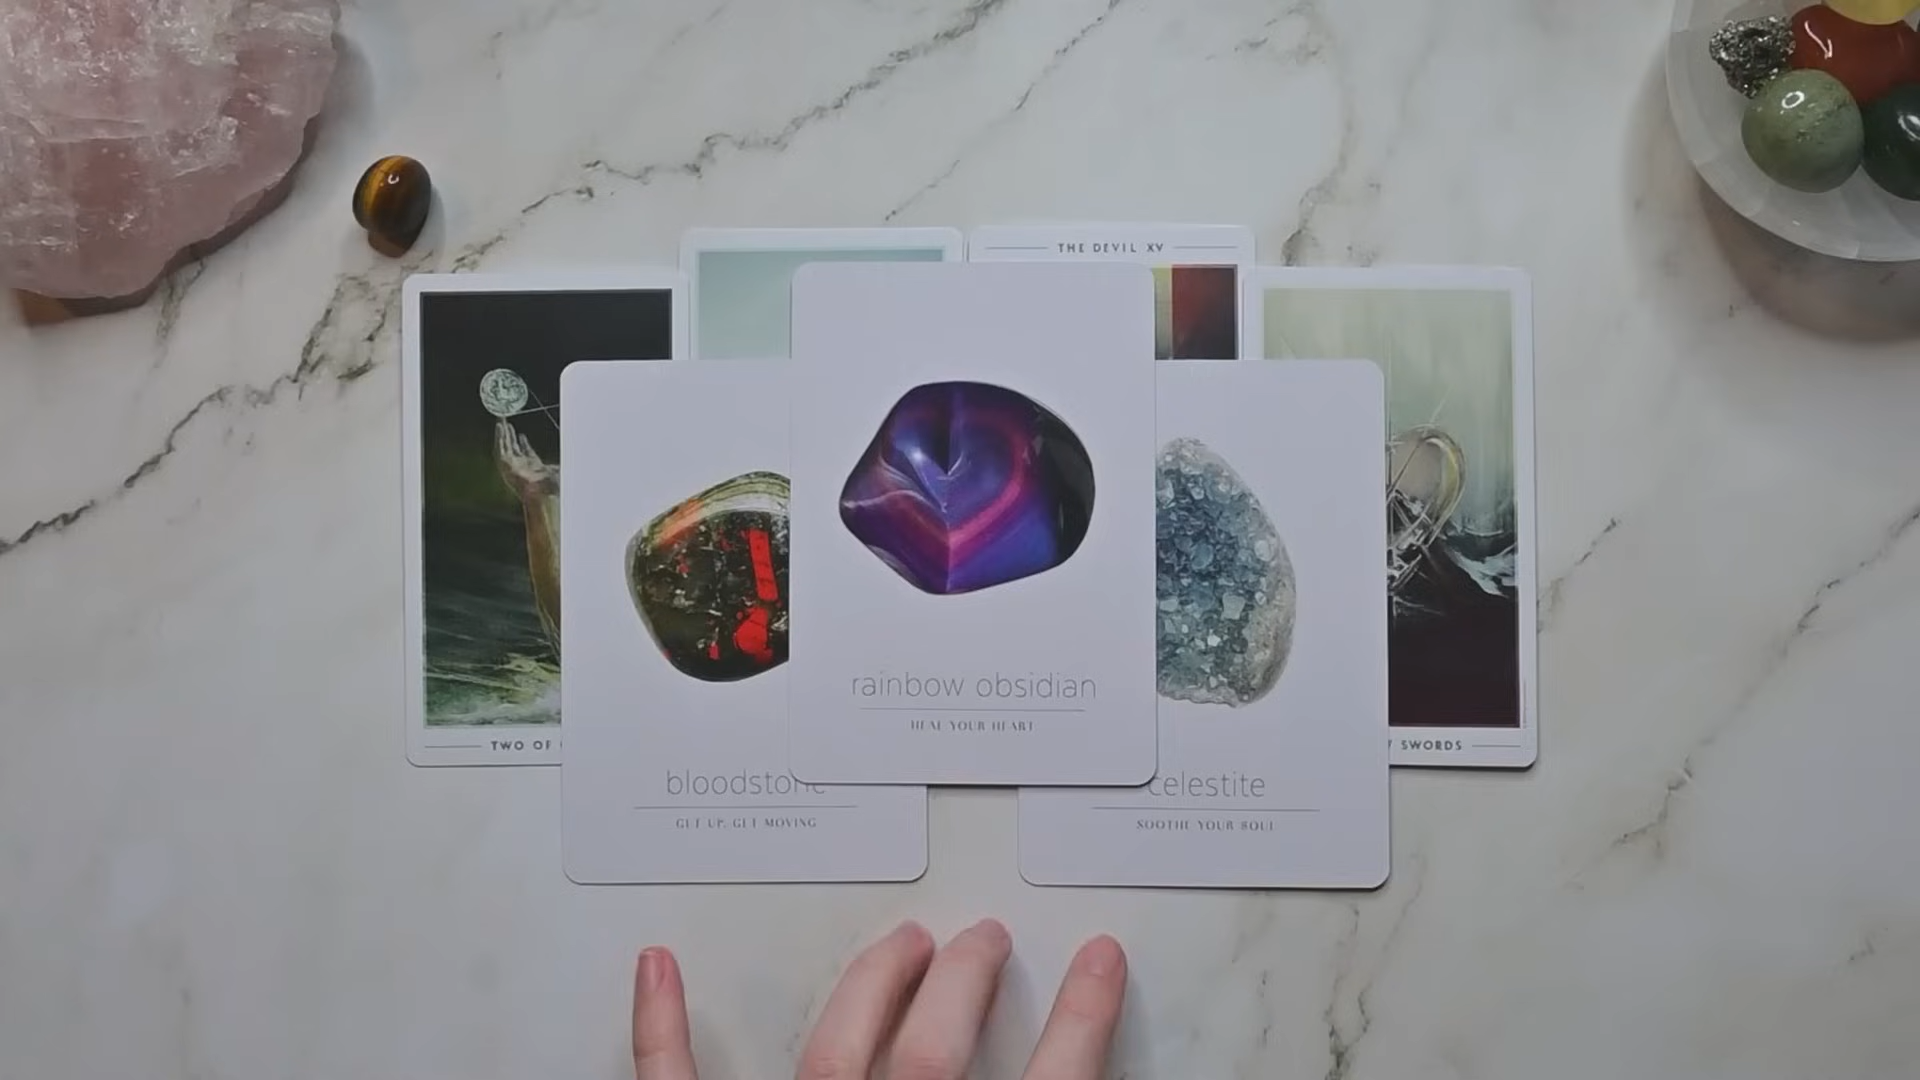 THE DEVIL XV
TWO OF
SWORDS
rainbow obsidian
HEAL YOUR HEART
bloodstone
GET UP, GET MOVING
celestite
SOOTHE YOUR SOUL